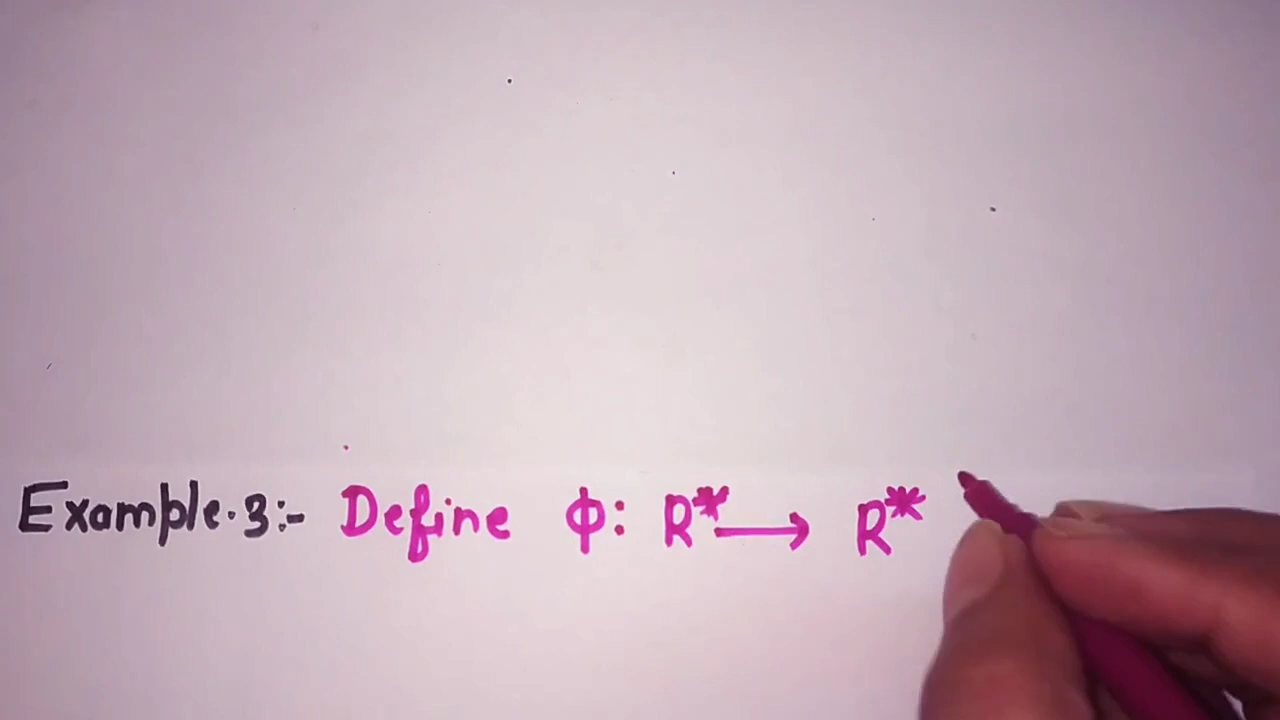 Example.3:- Define Φ: R* → R*